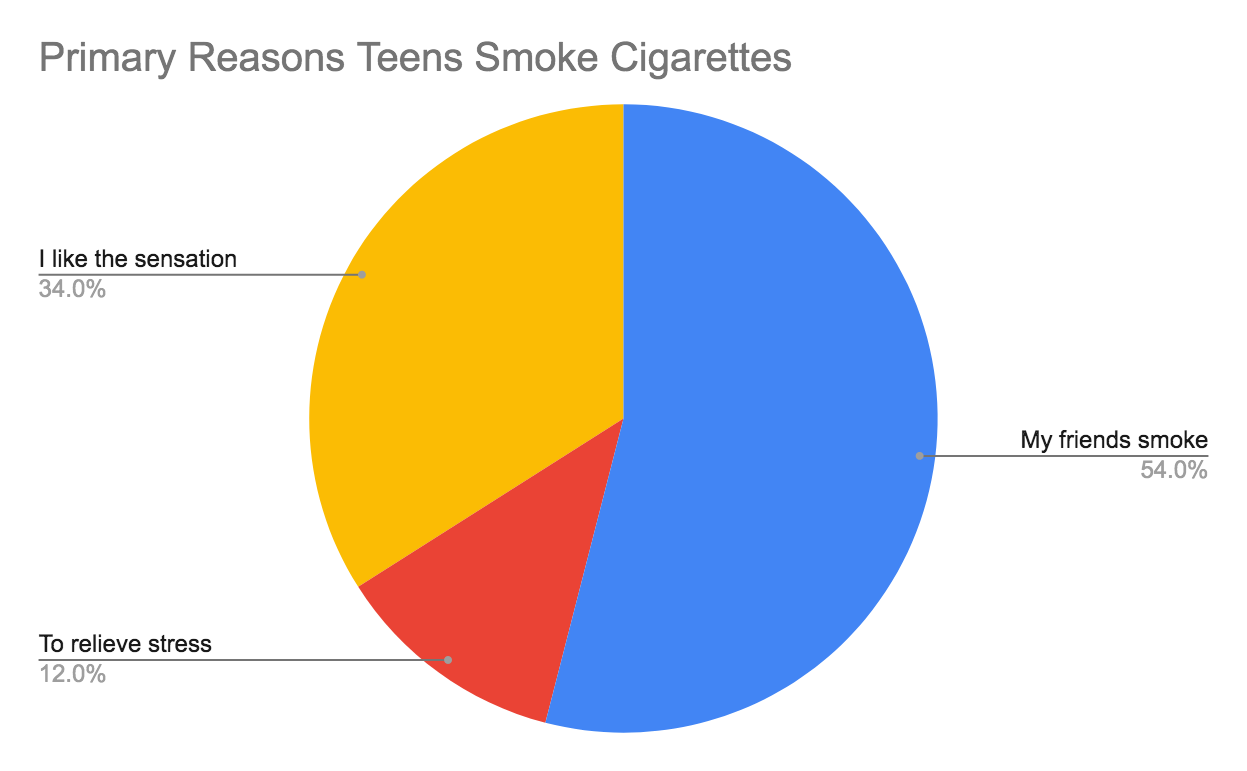 Primary Reasons Teens Smoke Cigarettes
I like the sensation
34.0%
My friends smoke
54.0%
To relieve stress
12.0%